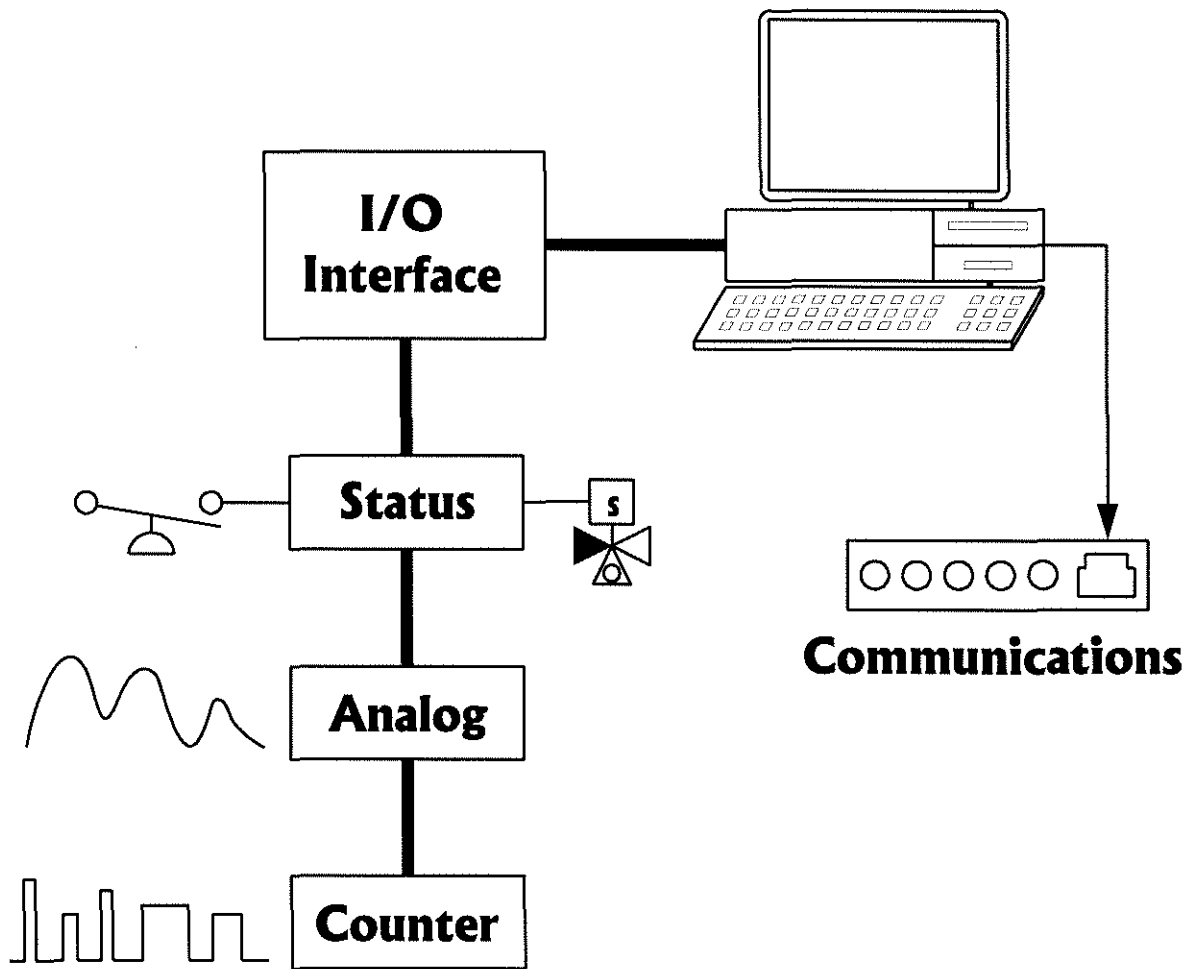 I/O
Interface
Status
S
Communications
Analog
Counter